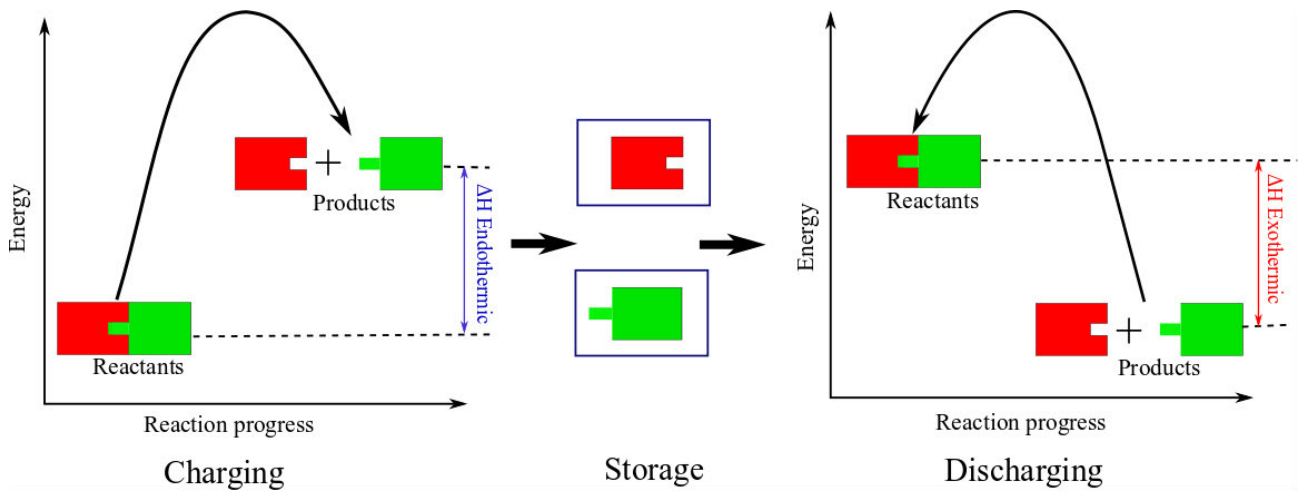 Energy
+
Products
ΔH Endothermic
Reactants
Reaction progress
Charging
Storage
Energy
Reactants
ΔH Exothermic
+
Products
Reaction progress
Discharging